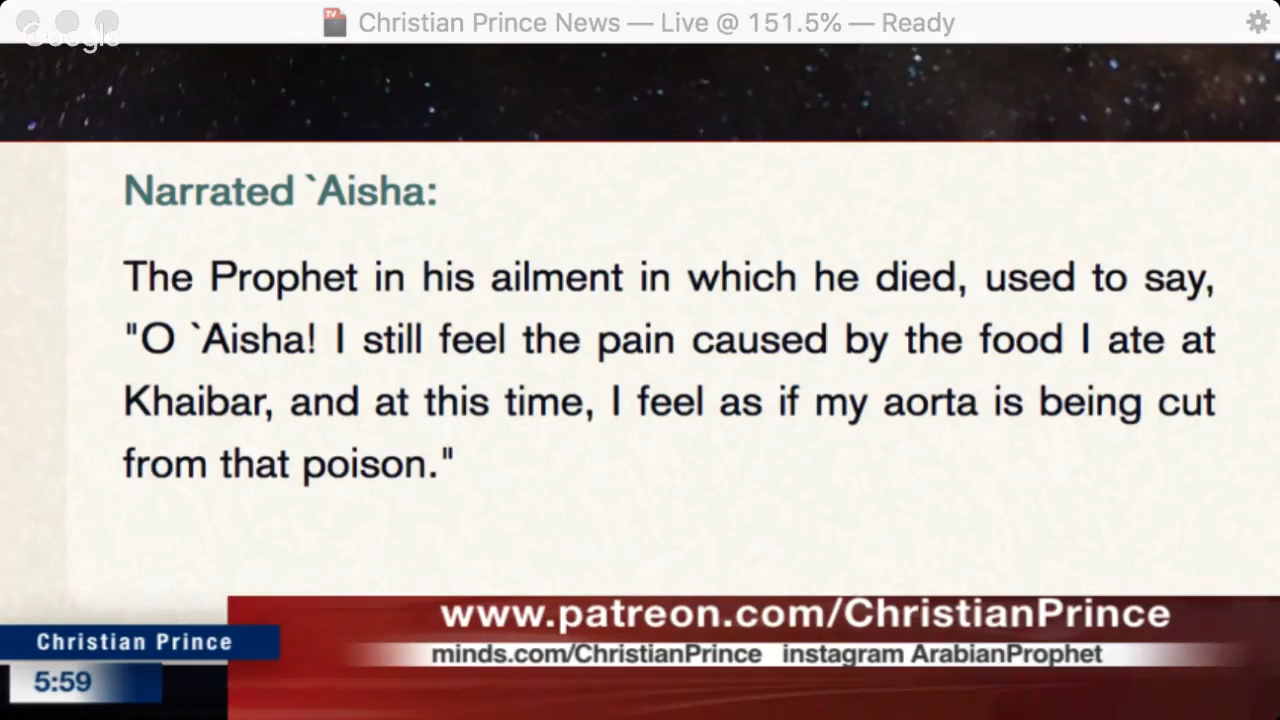 Christian Prince News — Live @ 151.5% — Ready
Google
TV
Narrated `Aisha:
The Prophet in his ailment in which he died, used to say,
"O `Aisha! I still feel the pain caused by the food I ate at
Khaibar, and at this time, I feel as if my aorta is being cut
from that poison."
www.patreon.com/ChristianPrince
Christian Prince
minds.com/ChristianPrince instagram ArabianProphet
5:59